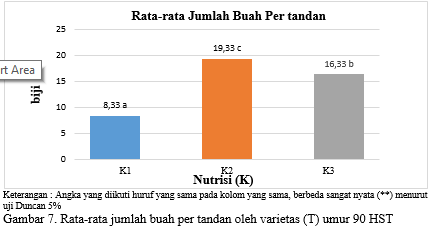 Rata-rata Jumlah Buah Per tandan
25
20
15
10
5
0
biji
rt Area
8,33 a
19,33 c
16,33 b
K1
K2
K3
Nutrisi (K)
Keterangan : Angka yang diikuti huruf yang sama pada kolom yang sama, berbeda sangat nyata (**) menurut
uji Duncan 5%
Gambar 7. Rata-rata jumlah buah per tandan oleh varietas (T) umur 90 HST